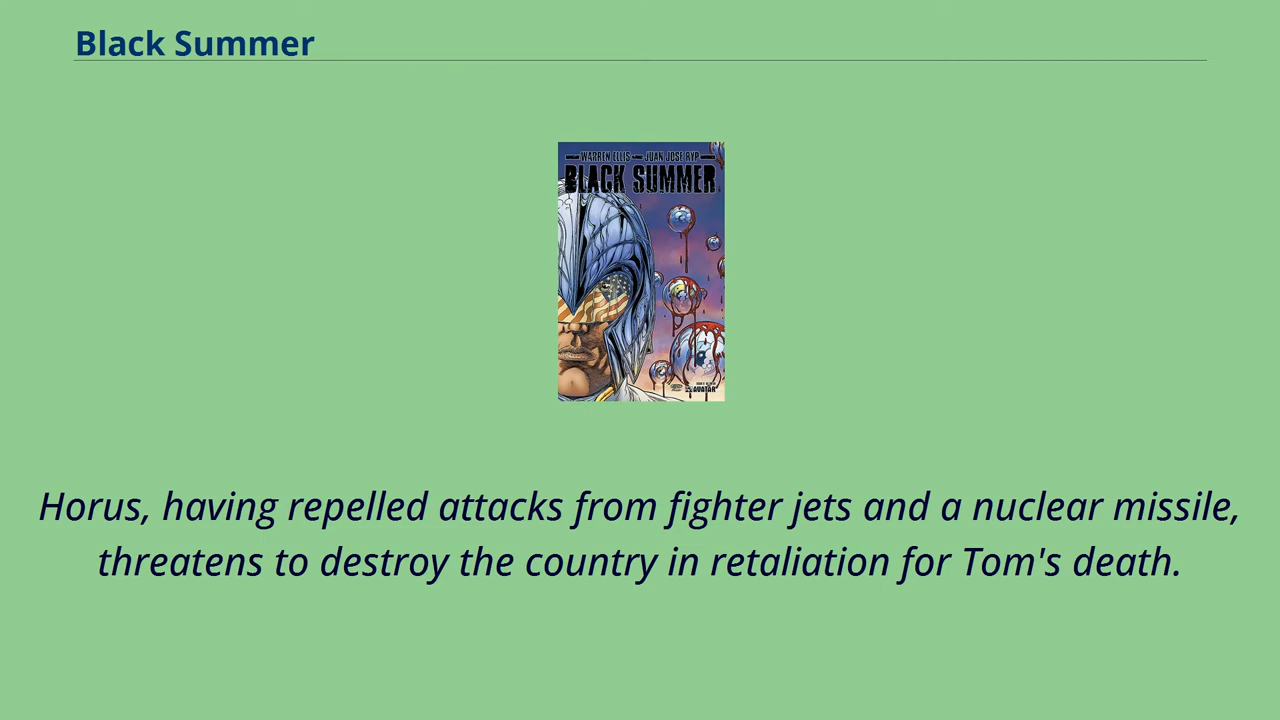 Black Summer
WARREN ELLIS JUAN JOSE RYP
BLACK SUMMER
AVATAR
Horus, having repelled attacks from fighter jets and a nuclear missile,
threatens to destroy the country in retaliation for Tom's death.